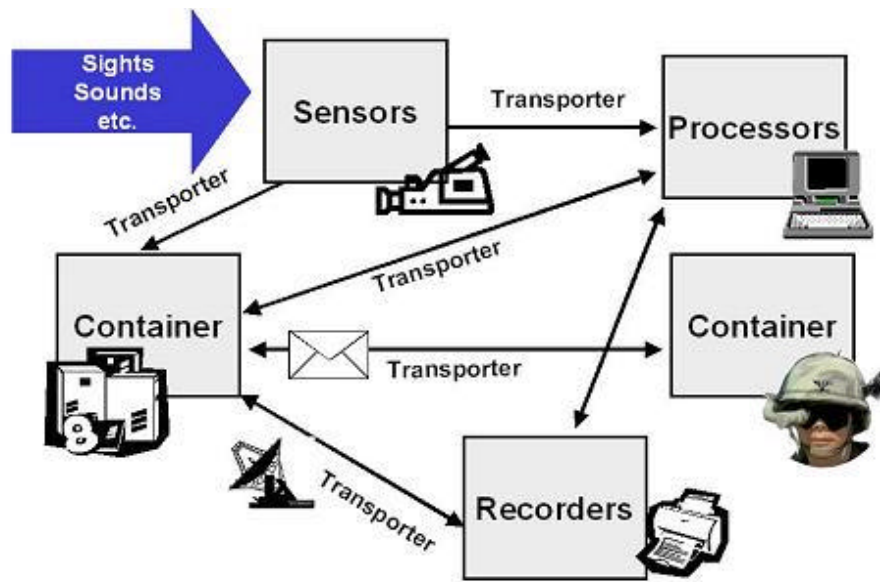 Sights
Sounds
etc.
Sensors
Transporter
Processors
Transporter
Transporter
Container
Container
Transporter
Transporter
Recorders